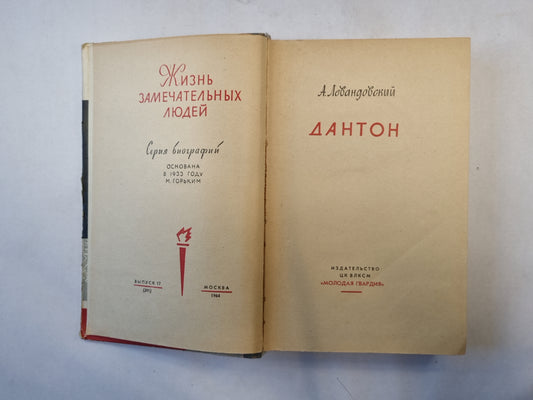 Жизнь
ЗАМЕЧАТЕЛЬНЫХ
ЛЮДЕЙ
Серия биографий
ОСНОВАНА
В 1933 ГОДУ
М. ГОРЬКИМ
ВЫПУСК 17
МОСКВА
1964
А. Левандовский
ДАНТОН
ИЗДАТЕЛЬСТВО
ЦК ВЛКСМ
«МОЛОДАЯ ГВАРДИЯ»